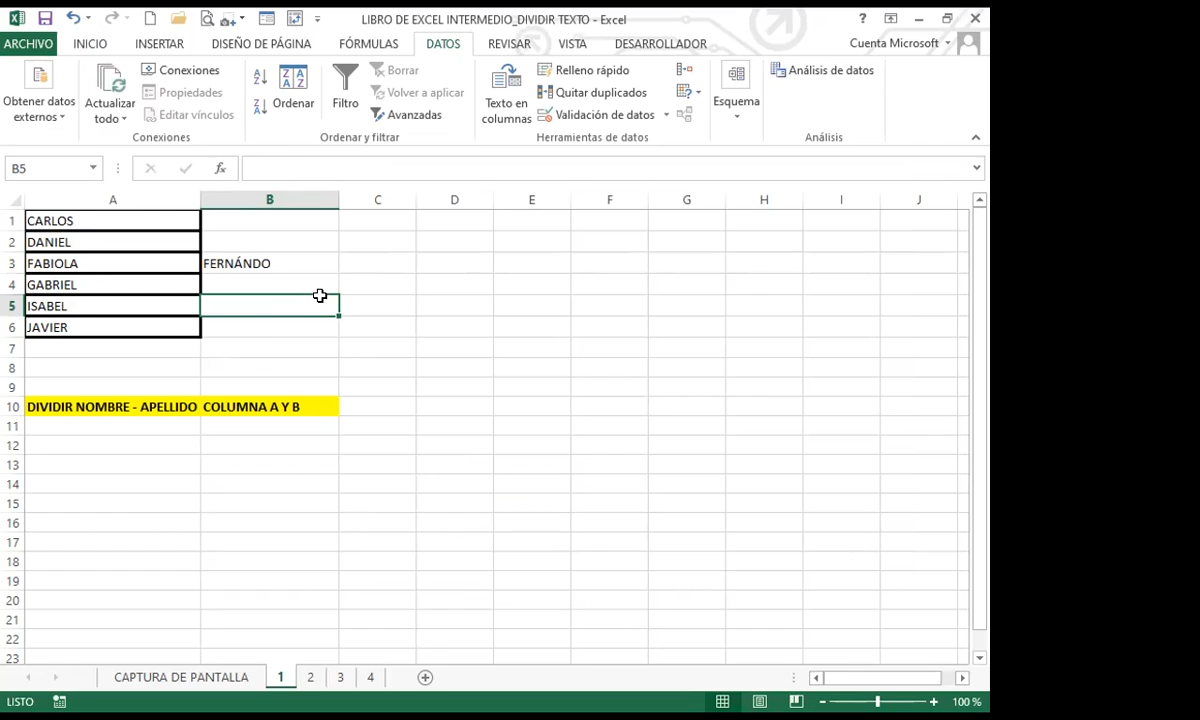 LIBRO DE EXCEL INTERMEDIO_DIVIDIR TEXTO - Excel
?
ARCHIVO INICIO INSERTAR DISEÑO DE PÁGINA FÓRMULAS DATOS REVISAR VISTA DESARROLLADOR Cuenta Microsoft
Obtener datos externos
Actualizar todo
Conexiones
Propiedades
Editar vínculos
Conexiones
Ordenar
Filtro
Borrar
Volver a aplicar
Avanzadas
Ordenar y filtrar
Texto en columnas
Relleno rápido
Quitar duplicados
Validación de datos
Herramientas de datos
Esquema
Análisis de datos
Análisis
B5 fx
A B C D E F G H I J
1 CARLOS
2 DANIEL
3 FABIOLA FERNÁNDO
4 GABRIEL
5 ISABEL
6 JAVIER
7
8
9
10 DIVIDIR NOMBRE - APELLIDO COLUMNA A Y B
11
12
13
14
15
16
17
18
19
20
21
22
23
CAPTURA DE PANTALLA 1 2 3 4
LISTO 100 %